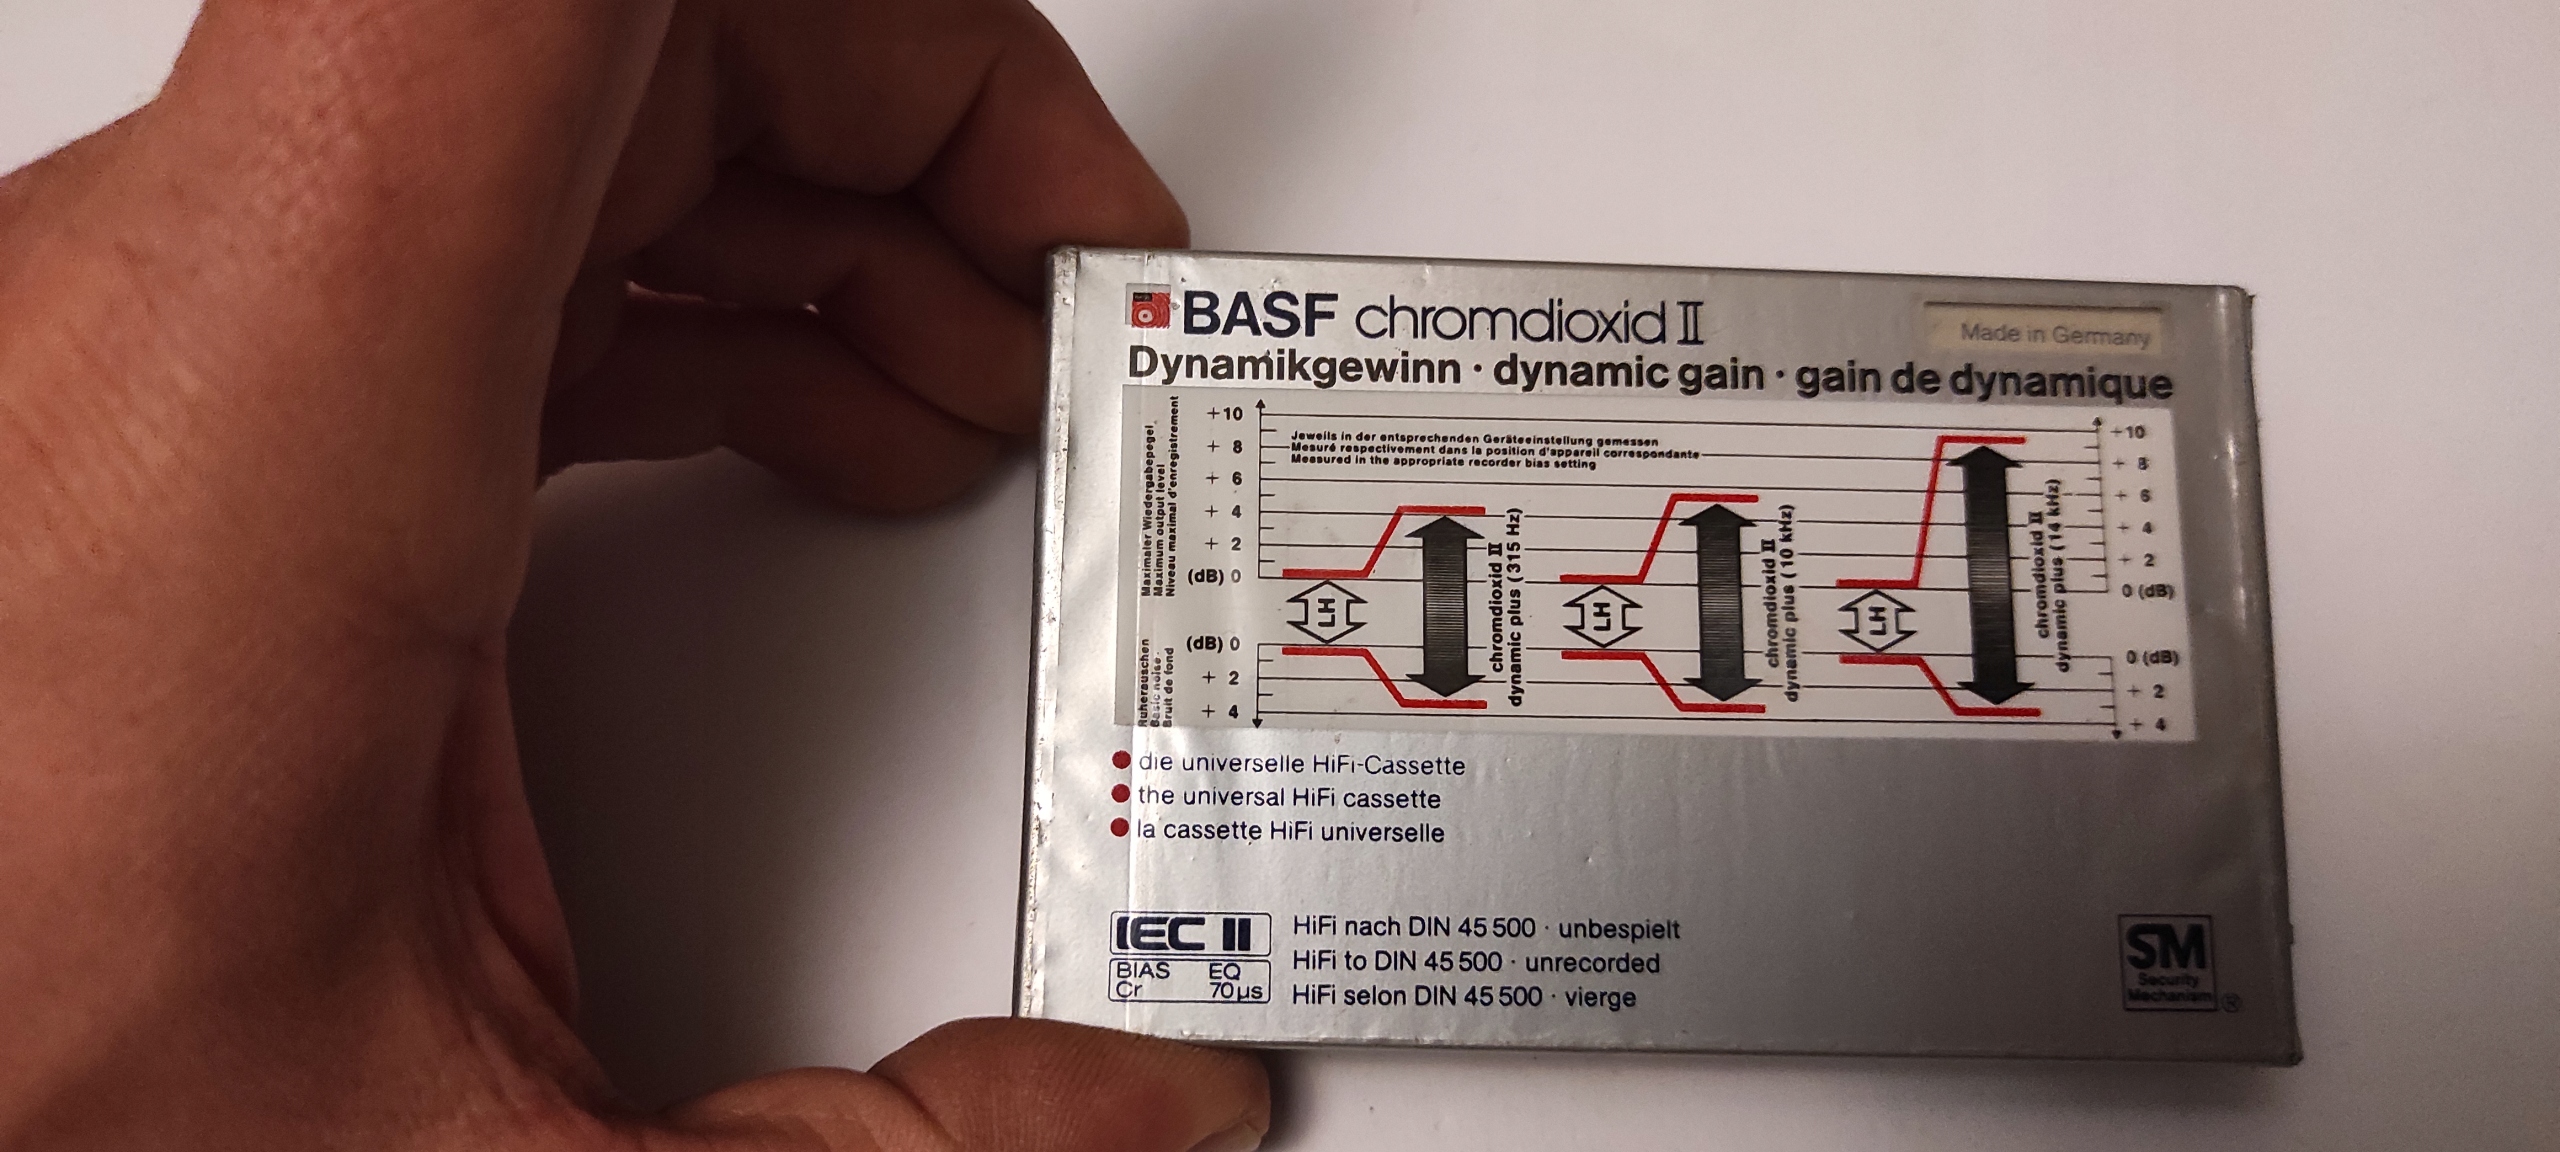 BASF chromdioxid II
Made in Germany
Dynamikgewinn · dynamic gain · gain de dynamique
Maximaler Wiedergabepegel
Maximum output level
Niveau maximal d'enregistrement
+10
+ 8
+ 6
+ 4
+ 2
(dB) 0
Jeweils in der entsprechenden Geräteeinstellung gemessen
Mesuré respectivement dans la position d'appareil correspondante
Measured in the appropriate recorder bias setting
LH
chromdioxid II
dynamic plus (315 Hz)
LH
chromdioxid II
dynamic plus (10 kHz)
LH
chromdioxid II
dynamic plus (14 kHz)
+10
+ 8
+ 6
+ 4
+ 2
0 (dB)
Ruherauschen
Basic noise
Bruit de fond
(dB) 0
+ 2
+ 4
0 (dB)
+ 2
+ 4
● die universelle HiFi-Cassette
● the universal HiFi cassette
● la cassette HiFi universelle
IEC II
BIAS EQ
Cr 70µs
HiFi nach DIN 45 500 · unbespielt
HiFi to DIN 45 500 · unrecorded
HiFi selon DIN 45 500 · vierge
SM
Security
Mechanism ®